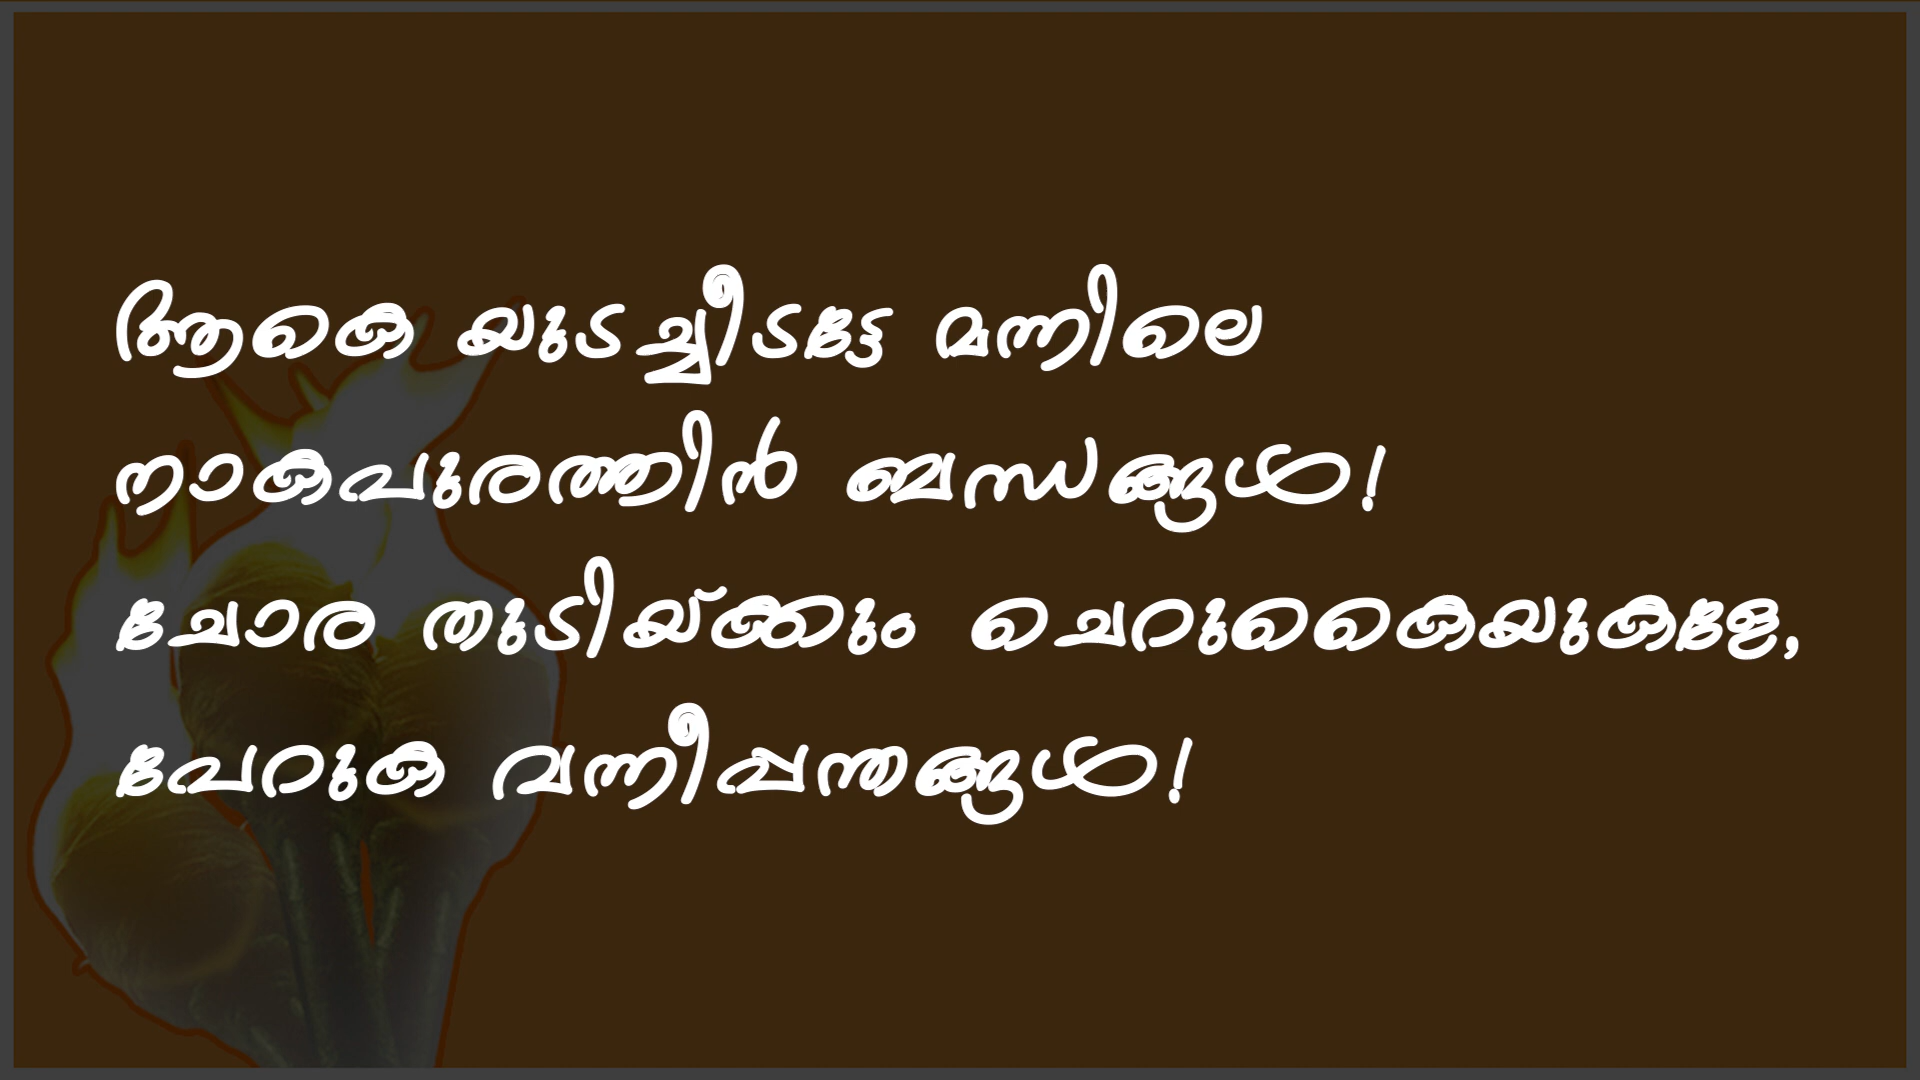 ആകെ യുടച്ചീടട്ടേ മന്നിലെ
നാകപുരത്തിൻ ബന്ധങ്ങൾ!
ചോര തുടിയ്ക്കും ചെറുകൈയുകളേ,
പേറുക വന്നീപ്പന്തങ്ങൾ!